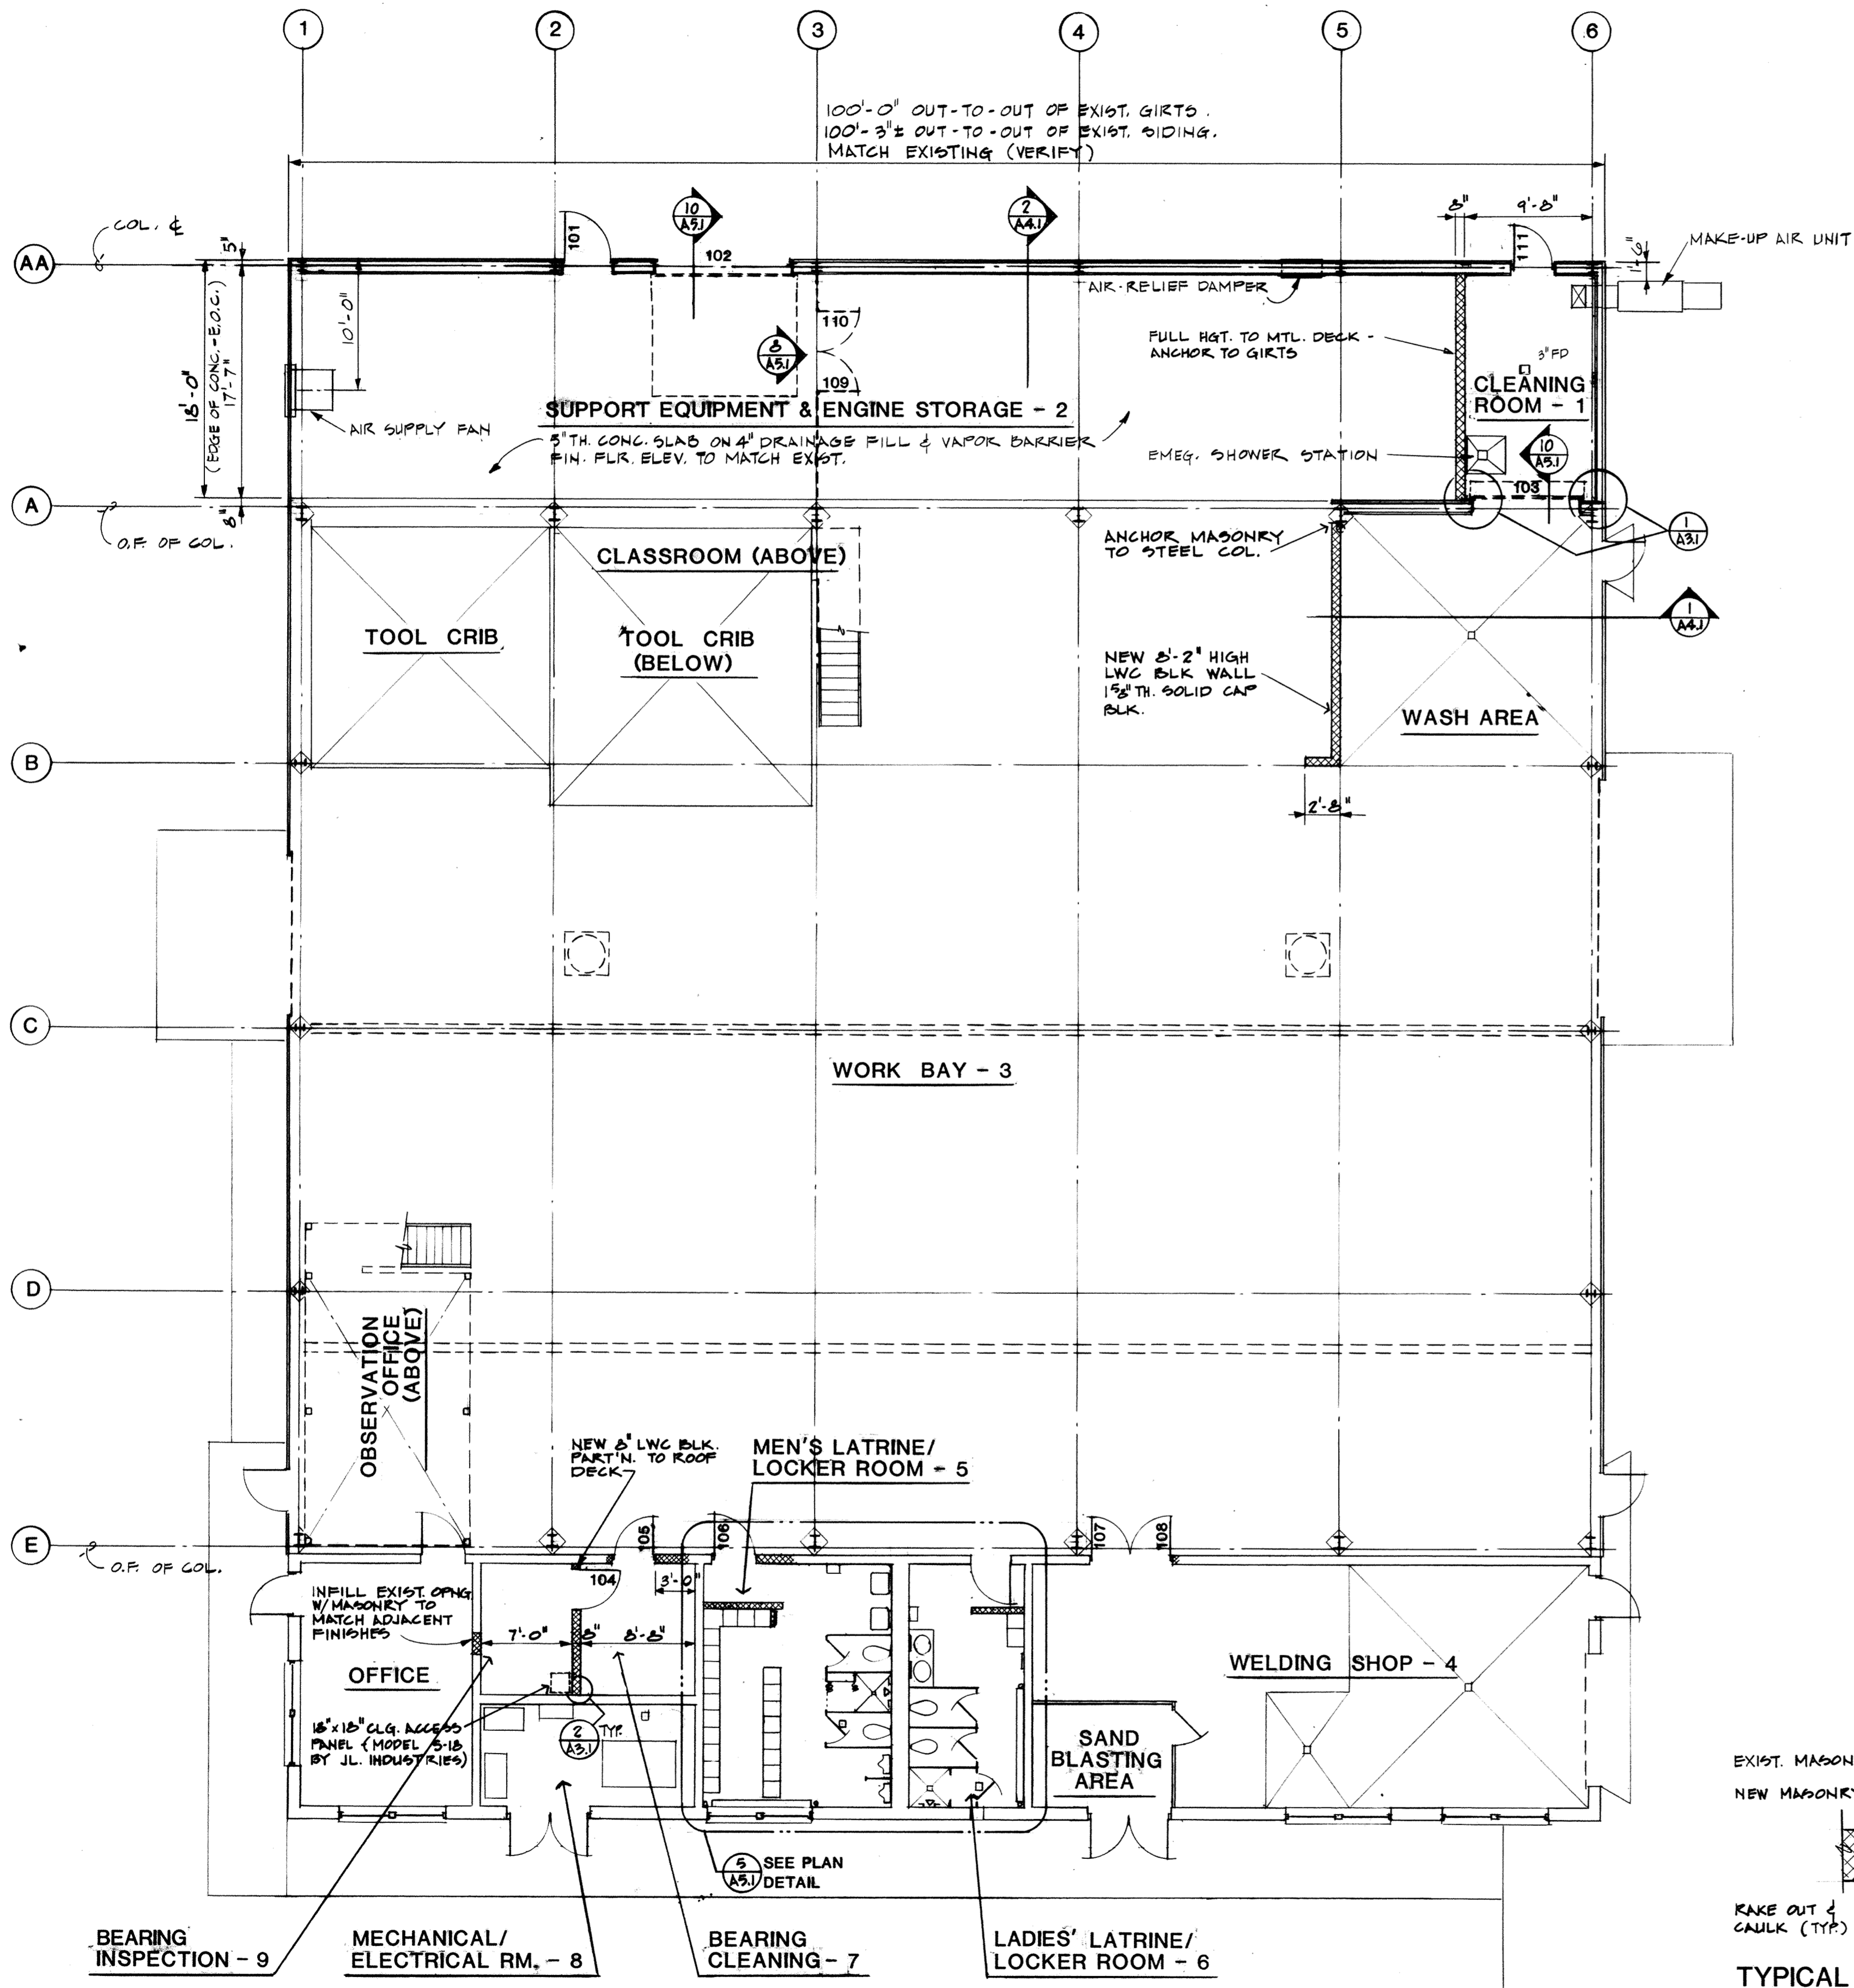 1
2
3
4
5
6
100'-0" OUT-TO-OUT OF EXIST. GIRTS.
100'-3"± OUT-TO-OUT OF EXIST. SIDING.
MATCH EXISTING (VERIFY)
COL. ℄
AA
5"
101
10
A5.1
102
2
A4.1
8"
9'-8"
111
1'-6"
MAKE-UP AIR UNIT
AIR-RELIEF DAMPER
18'-0"
(EDGE OF CONC.-E.O.C.)
17'-7"
10'-0"
110
8
A5.1
109
FULL HGT. TO MTL. DECK -
ANCHOR TO GIRTS
3" FD
CLEANING
ROOM - 1
AIR SUPPLY FAN
SUPPORT EQUIPMENT & ENGINE STORAGE - 2
5" TH. CONC. SLAB ON 4" DRAINAGE FILL & VAPOR BARRIER
FIN. FLR. ELEV. TO MATCH EXIST.
EMEG. SHOWER STATION
10
A5.1
103
A
8"
O.F. OF COL.
1
A3.1
CLASSROOM (ABOVE)
ANCHOR MASONRY
TO STEEL COL.
1
A4.1
TOOL CRIB
TOOL CRIB
(BELOW)
NEW 8'-2" HIGH
LWC BLK WALL
1 5/8" TH. SOLID CAP
BLK.
WASH AREA
B
2'-8"
C
WORK BAY - 3
D
OBSERVATION
OFFICE
(ABOVE)
NEW 8" LWC BLK.
PART'N. TO ROOF
DECK
MEN'S LATRINE/
LOCKER ROOM - 5
E
O.F. OF COL.
105
106
107
108
104
3'-0"
INFILL EXIST. OPNG
W/ MASONRY TO
MATCH ADJACENT
FINISHES
7'-0"
8"
8'-8"
OFFICE
WELDING SHOP - 4
18"x18" CLG. ACCESS
PANEL (MODEL S-18
BY JL. INDUSTRIES)
2
A3.1
TYP.
SAND
BLASTING
AREA
EXIST. MASON
NEW MASONRY
5
A5.1
SEE PLAN
DETAIL
RAKE OUT &
CAULK (TYP.)
BEARING
INSPECTION - 9
MECHANICAL/
ELECTRICAL RM. - 8
BEARING
CLEANING - 7
LADIES' LATRINE/
LOCKER ROOM - 6
TYPICAL